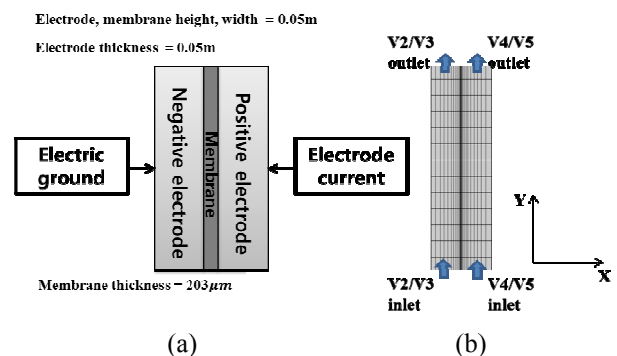 Electrode, membrane height, width = 0.05m
Electrode thickness = 0.05m
Negative electrode
Membrane
Positive electrode
Electric
ground
Electrode
current
Membrane thickness = 203μm
(a)
V2/V3
outlet
V4/V5
outlet
Y
X
V2/V3
inlet
V4/V5
inlet
(b)